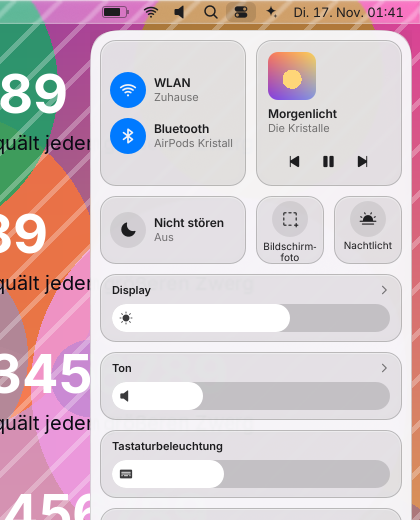 Di. 17. Nov. 01:41
89
quält jeder
39
quält jeder
345
quält jeder
456
WLAN
Zuhause
Bluetooth
AirPods Kristall
Morgenlicht
Die Kristalle
Nicht stören
Aus
Bildschirm-
foto
Nachtlicht
Display
Ton
Tastaturbeleuchtung